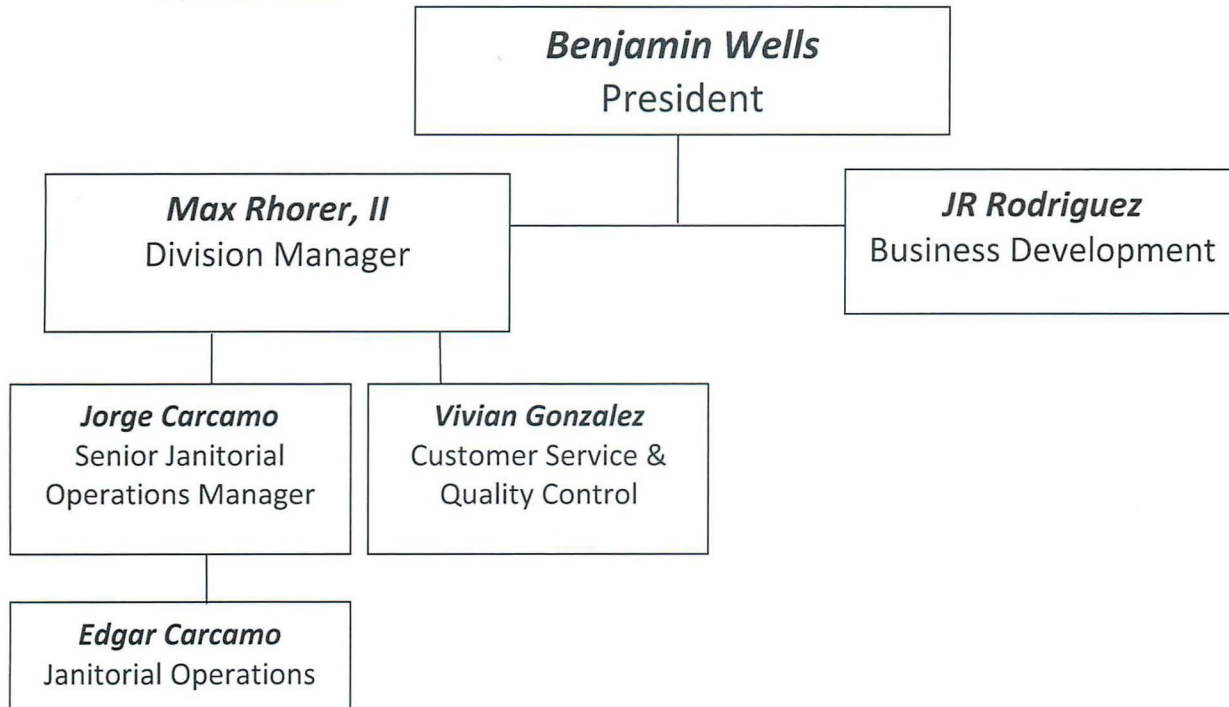 Benjamin Wells
President
Max Rhorer, II
Division Manager
JR Rodriguez
Business Development
Jorge Carcamo
Senior Janitorial
Operations Manager
Vivian Gonzalez
Customer Service &
Quality Control
Edgar Carcamo
Janitorial Operations